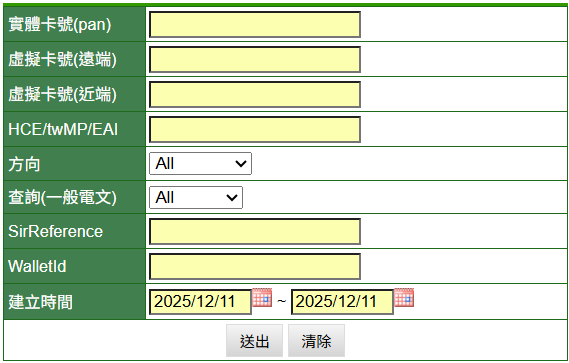 實體卡號(pan)
虛擬卡號(遠端)
虛擬卡號(近端)
HCE/twMP/EAI
方向 All
查詢(一般電文) All
SirReference
WalletId
建立時間 2025/12/11 ~ 2025/12/11
送出 清除